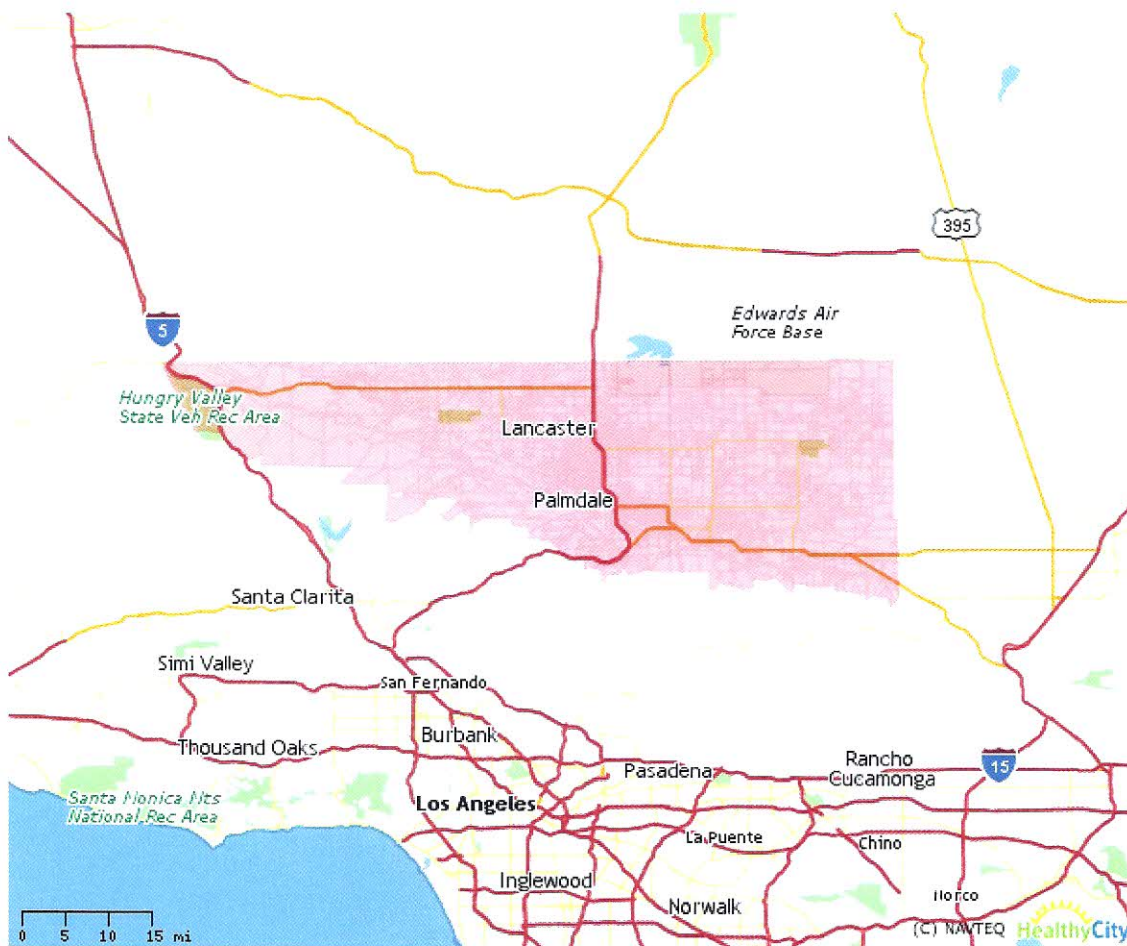 395
Edwards Air
Force Base
5
Hungry Valley
State Veh Rec Area
Lancaster
Palmdale
Santa Clarita
Simi Valley
San Fernando
Burbank
Thousand Oaks
Pasadena
Rancho
Cucamonga
15
Santa Monica Mts
National Rec Area
Los Angeles
La Puente
Chino
Inglewood
Norwalk
Norco
0 5 10 15 mi
(C) NAVTEQ HealthyCity